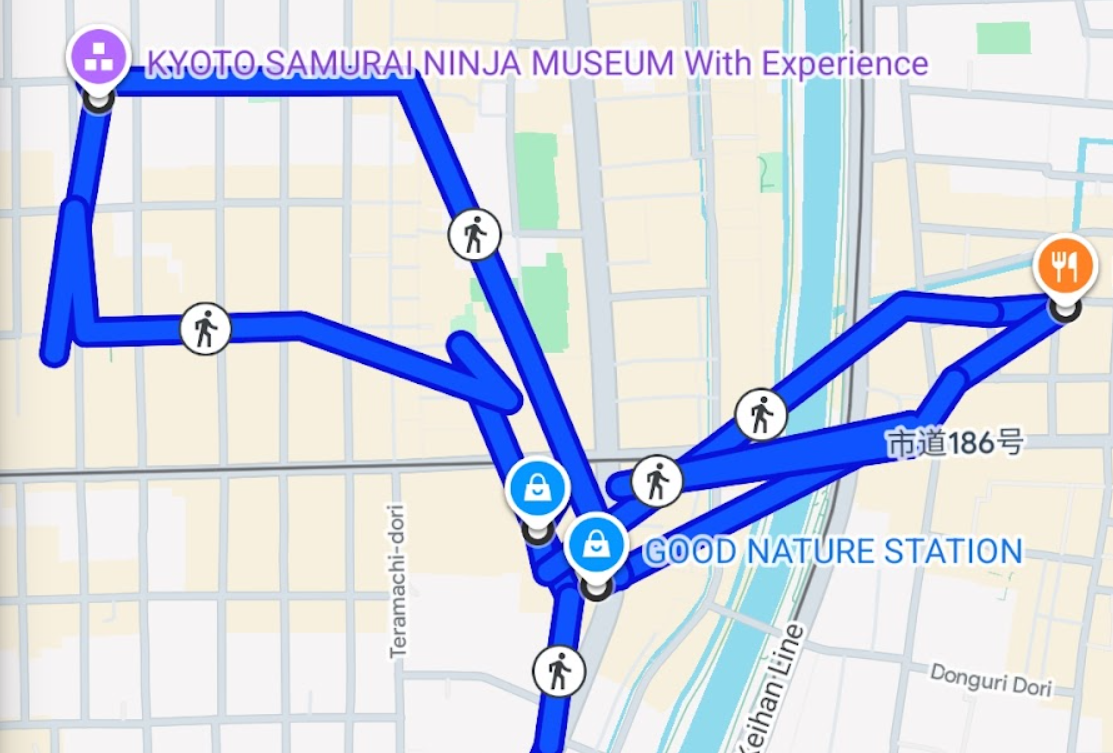 KYOTO SAMURAI NINJA MUSEUM With Experience
市道186号
GOOD NATURE STATION
Teramachi-dori
Keihan Line
Donguri Dori